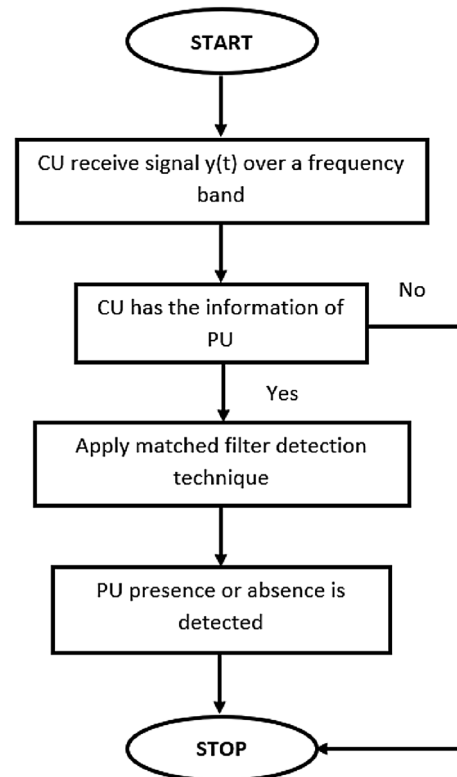 START
CU receive signal y(t) over a frequency
band
CU has the information of
PU
No
Yes
Apply matched filter detection
technique
PU presence or absence is
detected
STOP